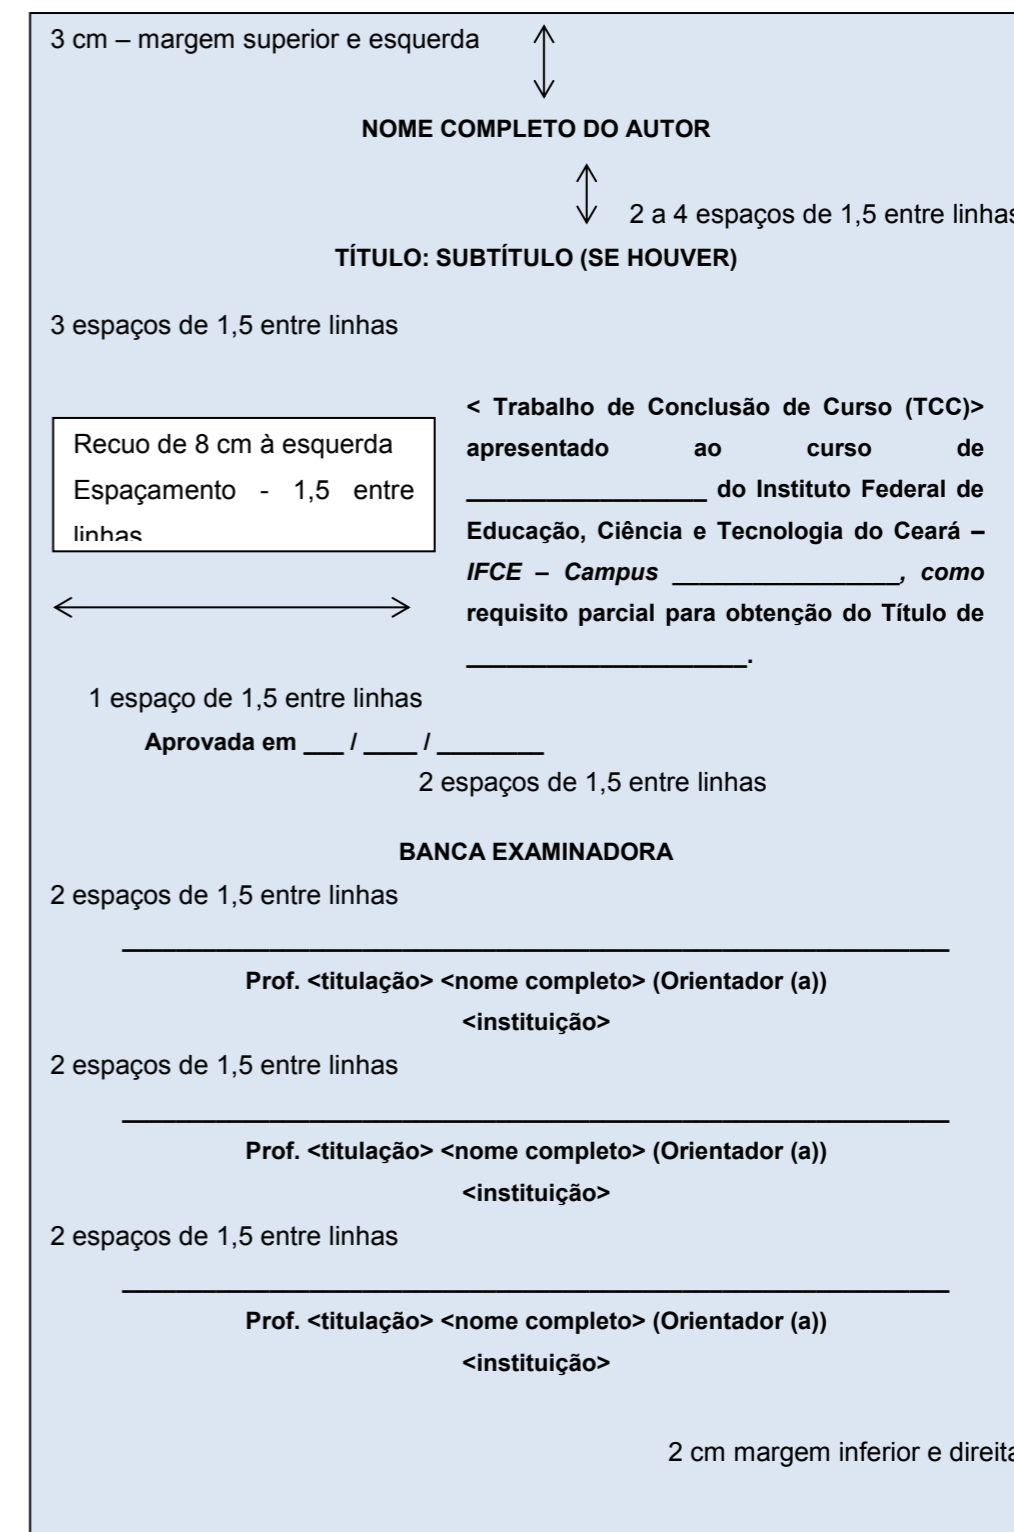 3 cm – margem superior e esquerda
NOME COMPLETO DO AUTOR
2 a 4 espaços de 1,5 entre linhas
TÍTULO: SUBTÍTULO (SE HOUVER)
3 espaços de 1,5 entre linhas
Recuo de 8 cm à esquerda
Espaçamento - 1,5 entre
linhas
< Trabalho de Conclusão de Curso (TCC)>
apresentado ao curso de
__________________ do Instituto Federal de
Educação, Ciência e Tecnologia do Ceará –
IFCE – Campus _________________, como
requisito parcial para obtenção do Título de
_____________________.
1 espaço de 1,5 entre linhas
Aprovada em ___ / ____ / ________
2 espaços de 1,5 entre linhas
BANCA EXAMINADORA
2 espaços de 1,5 entre linhas
______________________________________________________________
Prof. <titulação> <nome completo> (Orientador (a))
<instituição>
2 espaços de 1,5 entre linhas
______________________________________________________________
Prof. <titulação> <nome completo> (Orientador (a))
<instituição>
2 espaços de 1,5 entre linhas
______________________________________________________________
Prof. <titulação> <nome completo> (Orientador (a))
<instituição>
2 cm margem inferior e direita